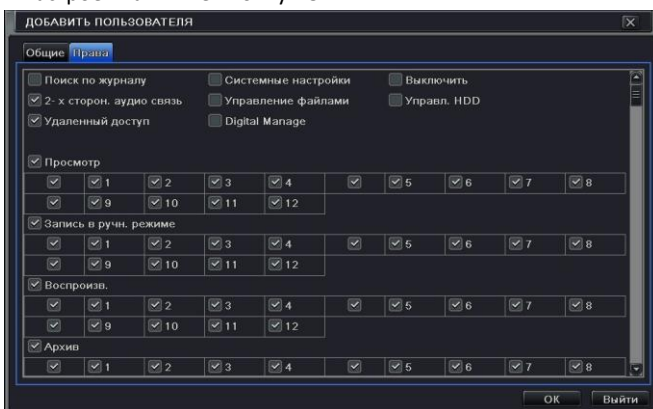 ДОБАВИТЬ ПОЛЬЗОВАТЕЛЯ
Общие Права
Поиск по журналу Системные настройки Выключить
2- х сторон. аудио связь Управление файлами Управл. HDD
Удаленный доступ Digital Manage
Просмотр
1 2 3 4 5 6 7 8
9 10 11 12
Запись в ручн. режиме
1 2 3 4 5 6 7 8
9 10 11 12
Воспроизв.
1 2 3 4 5 6 7 8
9 10 11 12
Архив
1 2 3 4 5 6 7 8
OK Выйти